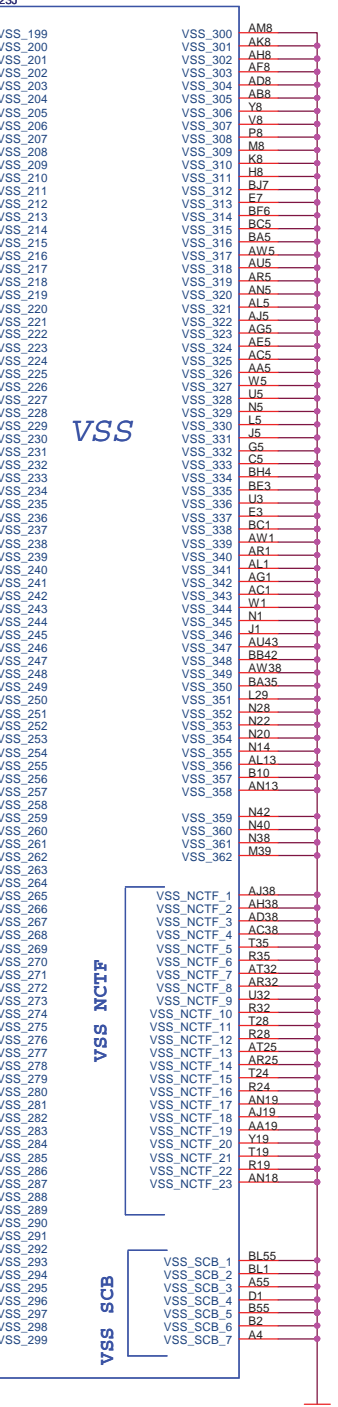 VSS_199
VSS_200
VSS_201
VSS_202
VSS_203
VSS_204
VSS_205
VSS_206
VSS_207
VSS_208
VSS_209
VSS_210
VSS_211
VSS_212
VSS_213
VSS_214
VSS_215
VSS_216
VSS_217
VSS_218
VSS_219
VSS_220
VSS_221
VSS_222
VSS_223
VSS_224
VSS_225
VSS_226
VSS_227
VSS_228
VSS_229
VSS_230
VSS_231
VSS_232
VSS_233
VSS_234
VSS_235
VSS_236
VSS_237
VSS_238
VSS_239
VSS_240
VSS_241
VSS_242
VSS_243
VSS_244
VSS_245
VSS_246
VSS_247
VSS_248
VSS_249
VSS_250
VSS_251
VSS_252
VSS_253
VSS_254
VSS_255
VSS_256
VSS_257
VSS_258
VSS_259
VSS_260
VSS_261
VSS_262
VSS_263
VSS_264
VSS_265
VSS_266
VSS_267
VSS_268
VSS_269
VSS_270
VSS_271
VSS_272
VSS_273
VSS_274
VSS_275
VSS_276
VSS_277
VSS_278
VSS_279
VSS_280
VSS_281
VSS_282
VSS_283
VSS_284
VSS_285
VSS_286
VSS_287
VSS_288
VSS_289
VSS_290
VSS_291
VSS_292
VSS_293
VSS_294
VSS_295
VSS_296
VSS_297
VSS_298
VSS_299
VSS
VSS_300 AM8
VSS_301 AK8
VSS_302 AH8
VSS_303 AF8
VSS_304 AD8
VSS_305 AB8
VSS_306 Y8
VSS_307 V8
VSS_308 P8
VSS_309 M8
VSS_310 K8
VSS_311 H8
VSS_312 BJ7
VSS_313 E7
VSS_314 BF6
VSS_315 BC5
VSS_316 BA5
VSS_317 AW5
VSS_318 AU5
VSS_319 AR5
VSS_320 AN5
VSS_321 AL5
VSS_322 AJ5
VSS_323 AG5
VSS_324 AE5
VSS_325 AC5
VSS_326 AA5
VSS_327 W5
VSS_328 U5
VSS_329 N5
VSS_330 L5
VSS_331 J5
VSS_332 G5
VSS_333 C5
VSS_334 BH4
VSS_335 BE3
VSS_336 U3
VSS_337 E3
VSS_338 BC1
VSS_339 AW1
VSS_340 AR1
VSS_341 AL1
VSS_342 AG1
VSS_343 AC1
VSS_344 W1
VSS_345 N1
VSS_346 J1
VSS_347 AU43
VSS_348 BB42
VSS_349 AW38
VSS_350 BA35
VSS_351 L29
VSS_352 N28
VSS_353 N22
VSS_354 N20
VSS_355 N14
VSS_356 AL13
VSS_357 B10
VSS_358 AN13
VSS_359 N42
VSS_360 N40
VSS_361 N38
VSS_362 M39
VSS NCTF
VSS_NCTF_1 AJ38
VSS_NCTF_2 AH38
VSS_NCTF_3 AD38
VSS_NCTF_4 AC38
VSS_NCTF_5 T35
VSS_NCTF_6 R35
VSS_NCTF_7 AT32
VSS_NCTF_8 AR32
VSS_NCTF_9 U32
VSS_NCTF_10 R32
VSS_NCTF_11 T28
VSS_NCTF_12 R28
VSS_NCTF_13 AT25
VSS_NCTF_14 AR25
VSS_NCTF_15 T24
VSS_NCTF_16 R24
VSS_NCTF_17 AN19
VSS_NCTF_18 AJ19
VSS_NCTF_19 AA19
VSS_NCTF_20 Y19
VSS_NCTF_21 T19
VSS_NCTF_22 R19
VSS_NCTF_23 AN18
VSS SCB
VSS_SCB_1 BL55
VSS_SCB_2 BL1
VSS_SCB_3 A55
VSS_SCB_4 D1
VSS_SCB_5 B55
VSS_SCB_6 B2
VSS_SCB_7 A4